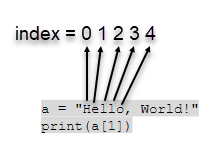 index = 0 1 2 3 4
a = "Hello, World!"
print(a[1])